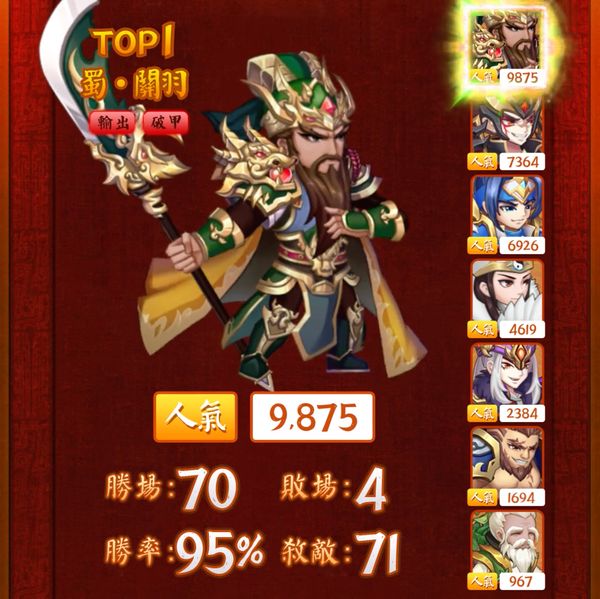 TOP1
蜀·關羽
輸出 破甲
人氣 9,875
勝場:70 敗場:4
勝率:95% 殺敵:71
人氣 9875
人氣 7364
人氣 6926
人氣 4619
人氣 2384
人氣 1694
人氣 967